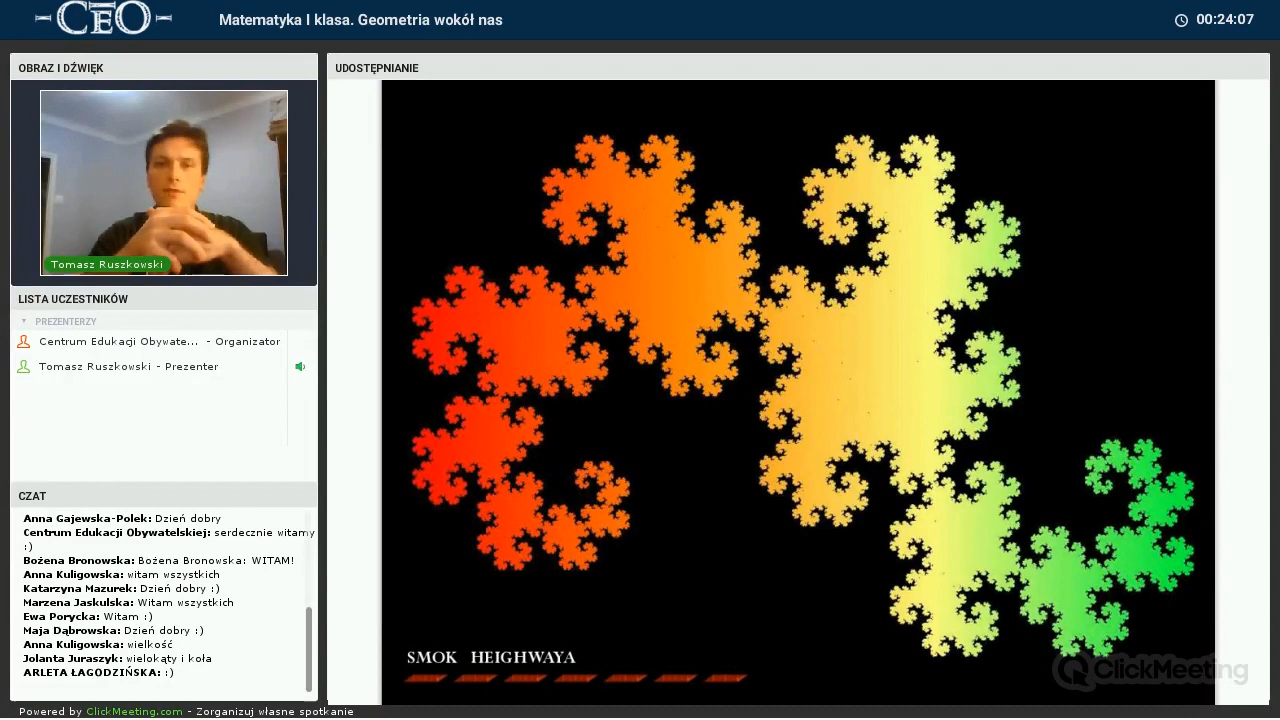 CEO
Matematyka I klasa. Geometria wokół nas
00:24:07
OBRAZ I DŹWIĘK
Tomasz Ruszkowski
LISTA UCZESTNIKÓW
PREZENTERZY
Centrum Edukacji Obywate... - Organizator
Tomasz Ruszkowski - Prezenter
CZAT
Anna Gajewska-Polek: Dzień dobry
Centrum Edukacji Obywatelskiej: serdecznie witamy
:)
Bożena Bronowska: Bożena Bronowska: WITAM!
Anna Kuligowska: witam wszystkich
Katarzyna Mazurek: Dzień dobry :)
Marzena Jaskulska: Witam wszystkich
Ewa Porycka: Witam :)
Maja Dąbrowska: Dzień dobry :)
Anna Kuligowska: wielkość
Jolanta Juraszyk: wielokąty i koła
ARLETA ŁAGODZIŃSKA: :)
UDOSTĘPNIANIE
SMOK HEIGHWAYA
ClickMeeting
Powered by ClickMeeting.com - Zorganizuj własne spotkanie